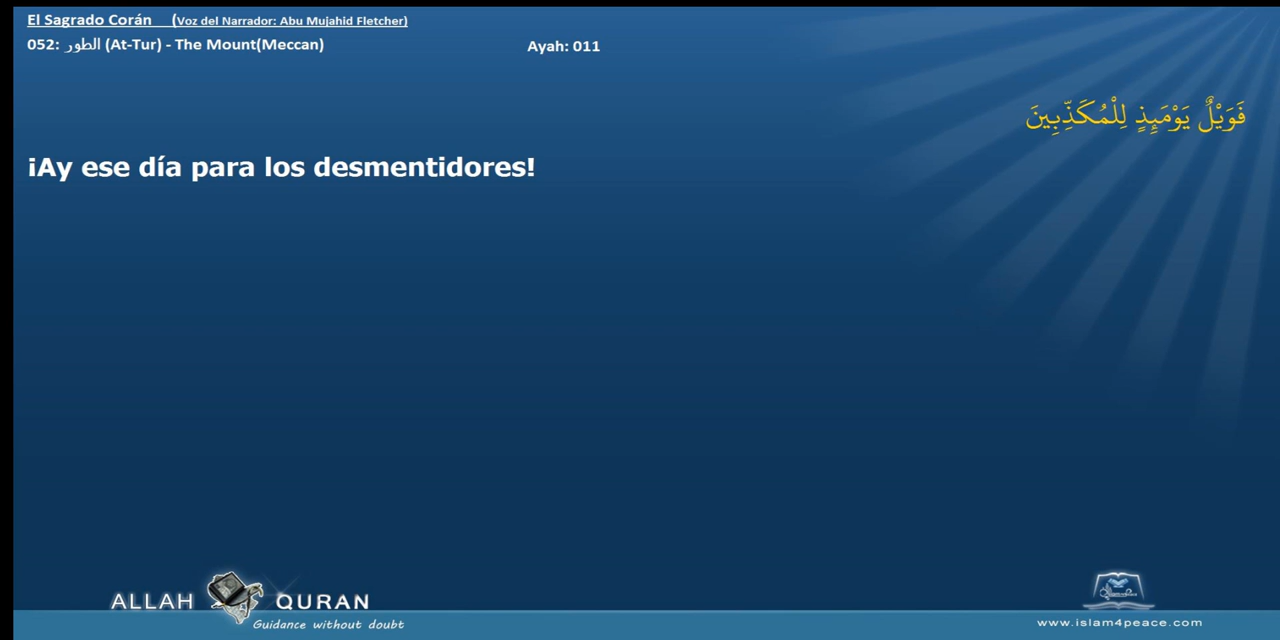 El Sagrado Corán (Voz del Narrador: Abu Mujahid Fletcher)
052: الطور (At-Tur) - The Mount(Meccan)
Ayah: 011
فَوَيْلٌ يَوْمَئِذٍ لِلْمُكَذِّبِينَ
¡Ay ese día para los desmentidores!
ALLAH QURAN
Guidance without doubt
www.islam4peace.com